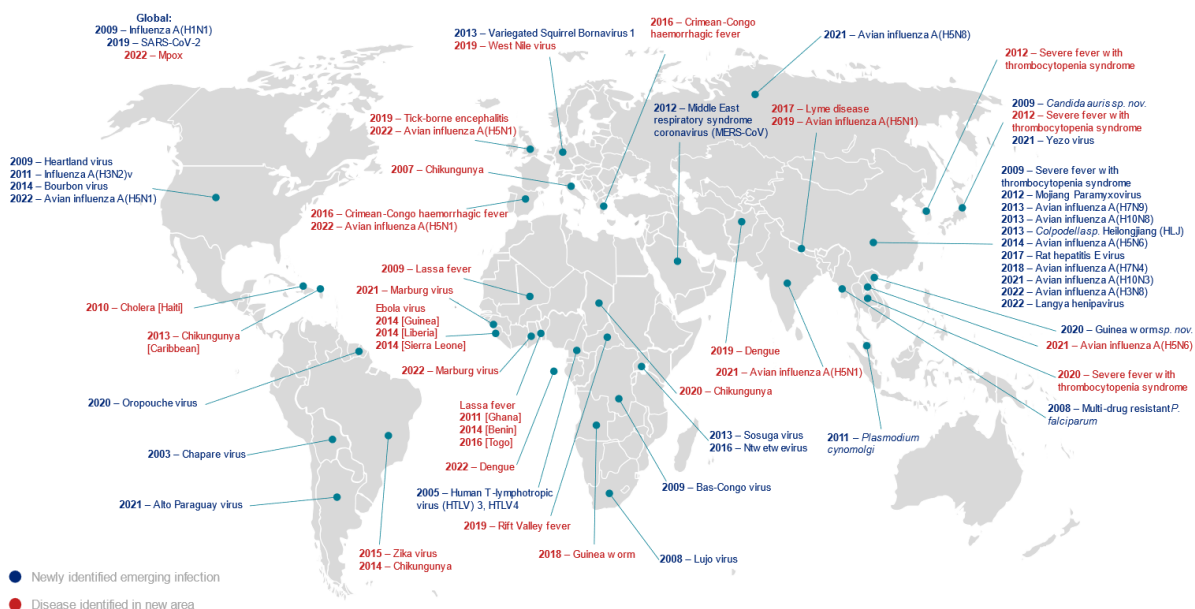 Global:
2009 – Influenza A(H1N1)
2019 – SARS-CoV-2
2022 – Mpox
2013 – Variegated Squirrel Bornavirus 1
2019 – West Nile virus
2016 – Crimean-Congo
haemorrhagic fever
2021 – Avian influenza A(H5N8)
2012 – Severe fever with
thrombocytopenia syndrome
2019 – Tick-borne encephalitis
2022 – Avian influenza A(H5N1)
2012 – Middle East
respiratory syndrome
coronavirus (MERS-CoV)
2017 – Lyme disease
2019 – Avian influenza A(H5N1)
2009 – Candida auris sp. nov.
2012 – Severe fever with
thrombocytopenia syndrome
2021 – Yezo virus
2009 – Heartland virus
2011 – Influenza A(H3N2)v
2014 – Bourbon virus
2022 – Avian influenza A(H5N1)
2007 – Chikungunya
2016 – Crimean-Congo haemorrhagic fever
2022 – Avian influenza A(H5N1)
2009 – Severe fever with
thrombocytopenia syndrome
2012 – Mojiang Paramyxovirus
2013 – Avian influenza A(H7N9)
2013 – Avian influenza A(H10N8)
2013 – Colpodella sp. Heilongjiang (HLJ)
2014 – Avian influenza A(H5N6)
2017 – Rat hepatitis E virus
2018 – Avian influenza A(H7N4)
2021 – Avian influenza A(H10N3)
2022 – Avian influenza A(H3N8)
2022 – Langya henipavirus
2009 – Lassa fever
2021 – Marburg virus
Ebola virus
2014 [Guinea]
2014 [Liberia]
2014 [Sierra Leone]
2022 – Marburg virus
2010 – Cholera [Haiti]
2013 – Chikungunya
[Caribbean]
2020 – Guinea worm sp. nov.
2021 – Avian influenza A(H5N6)
2020 – Severe fever with
thrombocytopenia syndrome
2019 – Dengue
2021 – Avian influenza A(H5N1)
2020 – Chikungunya
2008 – Multi-drug resistant P.
falciparum
2020 – Oropouche virus
Lassa fever
2011 [Ghana]
2014 [Benin]
2016 [Togo]
2013 – Sosuga virus
2016 – Ntwetwe virus
2011 – Plasmodium
cynomolgi
2003 – Chapare virus
2022 – Dengue
2005 – Human T-lymphotropic
virus (HTLV) 3, HTLV4
2009 – Bas-Congo virus
2021 – Alto Paraguay virus
2019 – Rift Valley fever
2015 – Zika virus
2014 – Chikungunya
2018 – Guinea worm
2008 – Lujo virus
Newly identified emerging infection
Disease identified in new area